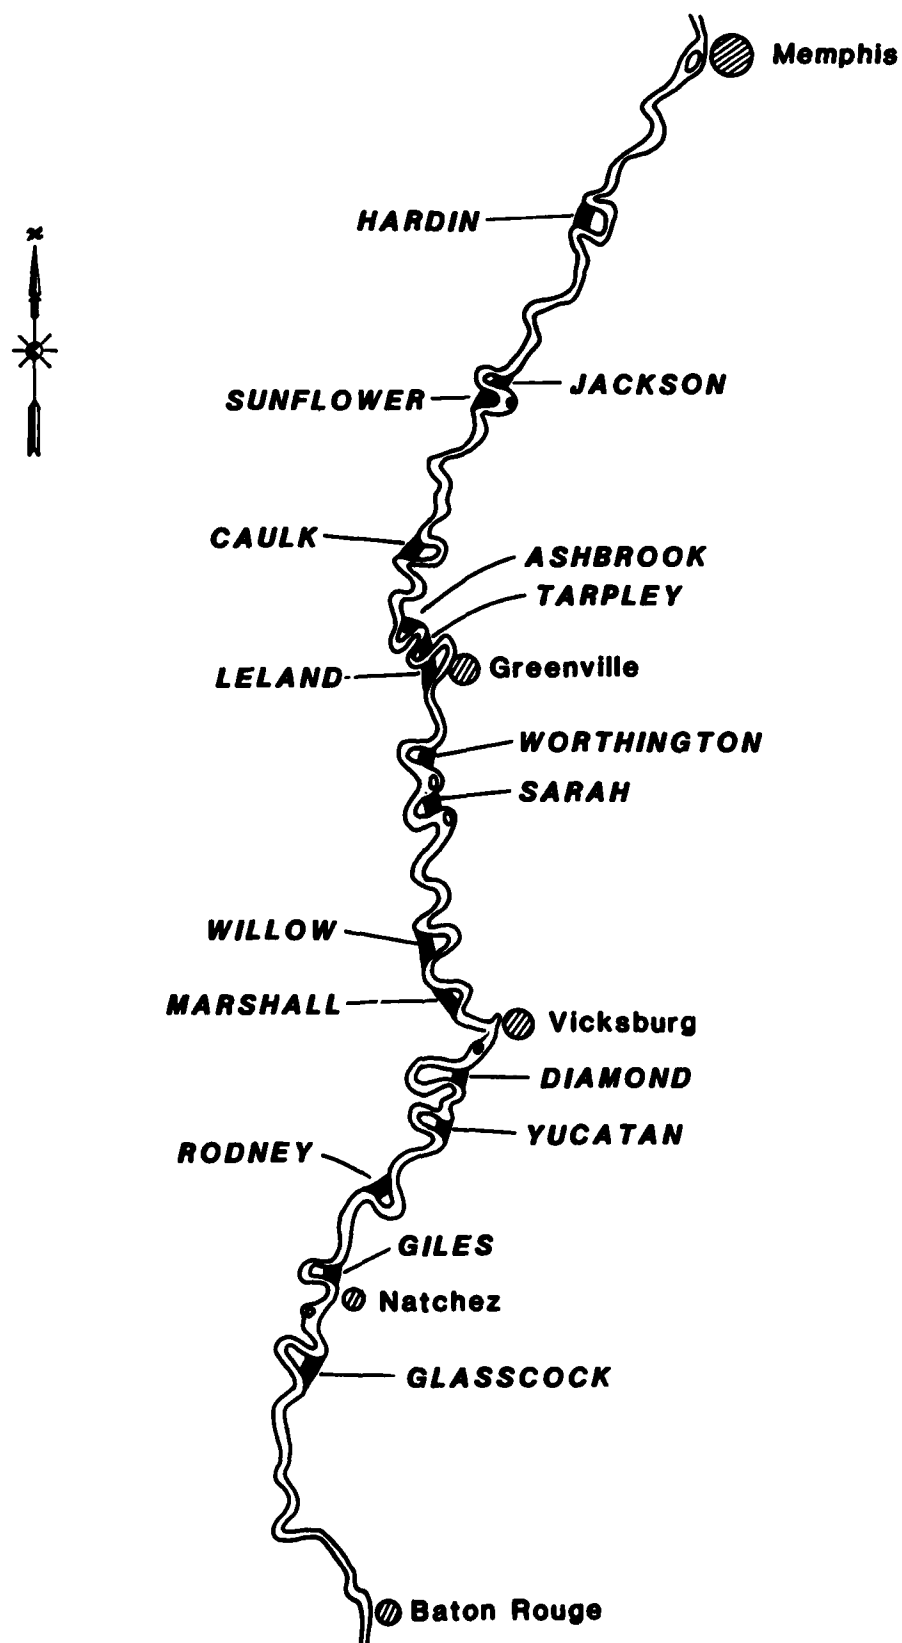 Memphis
HARDIN
N
JACKSON
SUNFLOWER
CAULK
ASHBROOK
TARPLEY
Greenville
LELAND
WORTHINGTON
SARAH
WILLOW
MARSHALL
Vicksburg
DIAMOND
YUCATAN
RODNEY
GILES
Natchez
GLASSCOCK
Baton Rouge